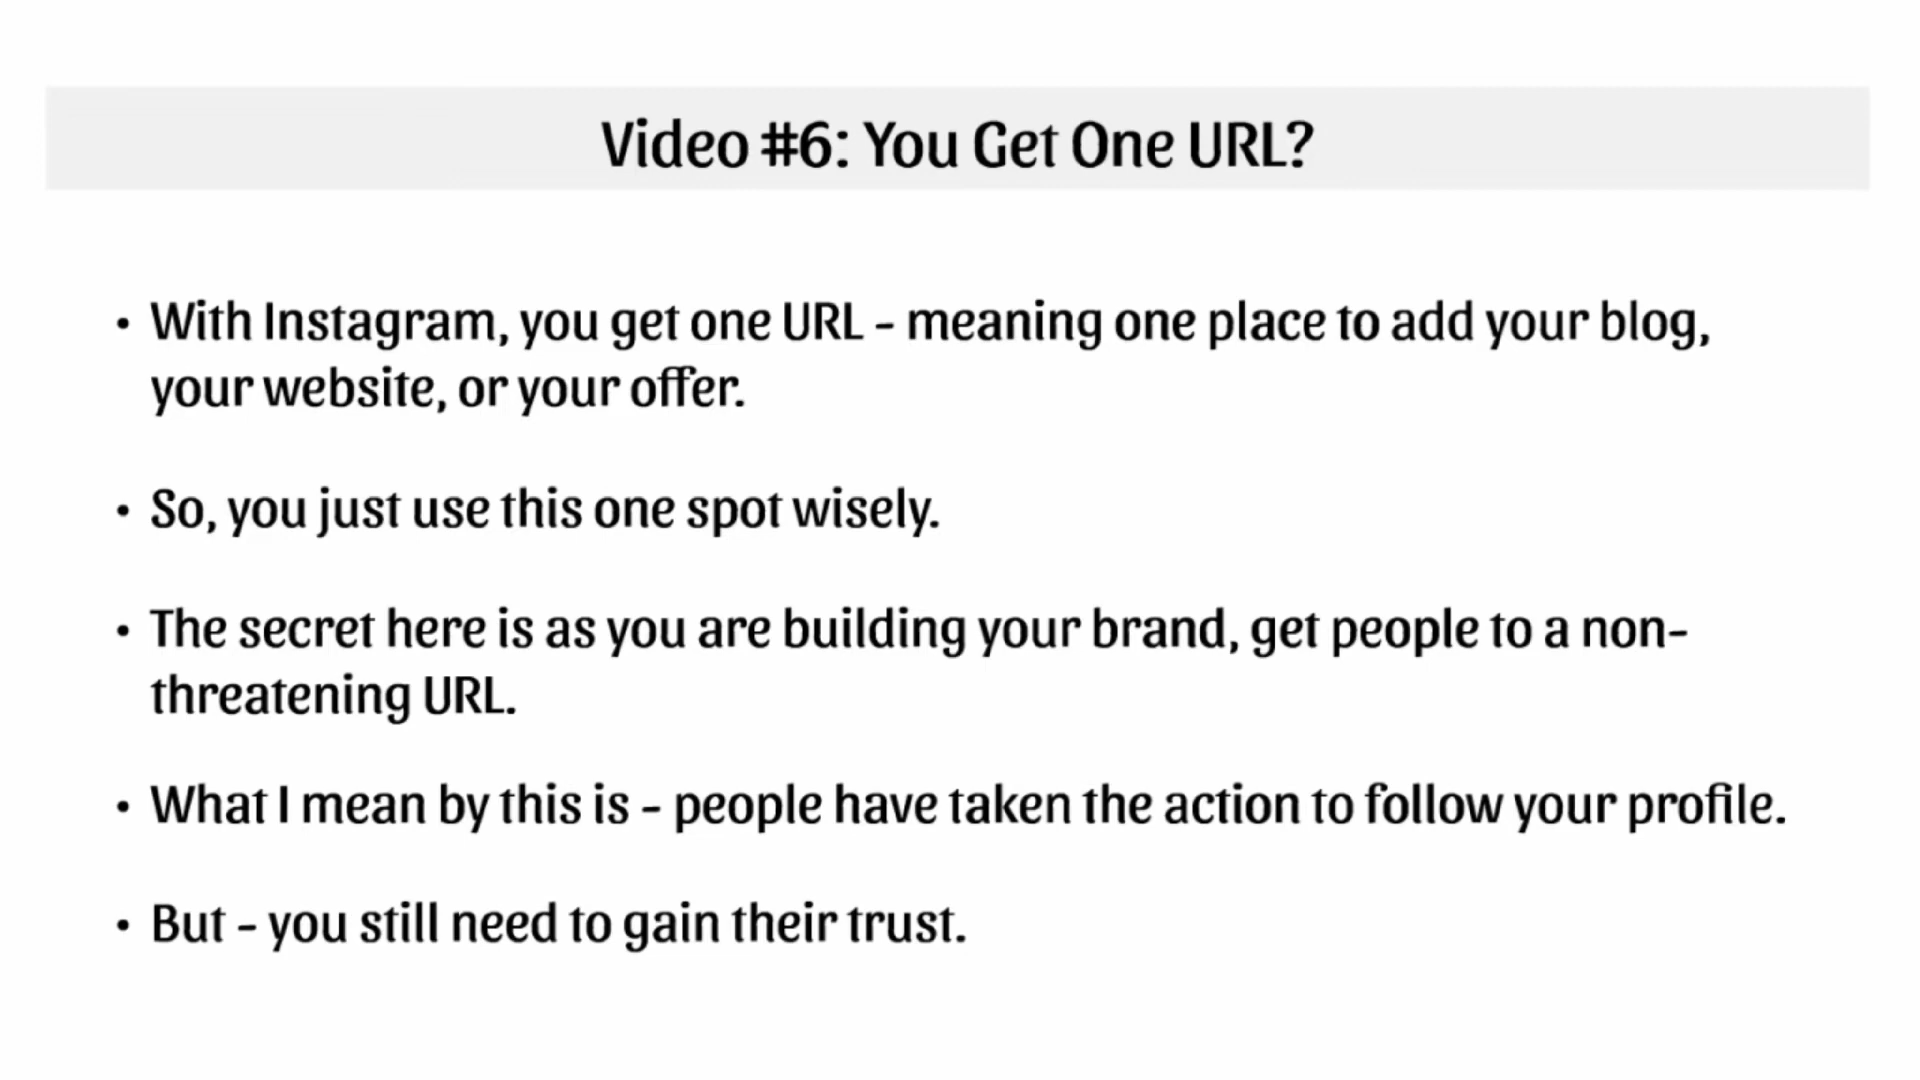 Video #6: You Get One URL?
• With Instagram, you get one URL - meaning one place to add your blog,
your website, or your offer.
• So, you just use this one spot wisely.
• The secret here is as you are building your brand, get people to a non-
threatening URL.
• What I mean by this is - people have taken the action to follow your profile.
• But - you still need to gain their trust.